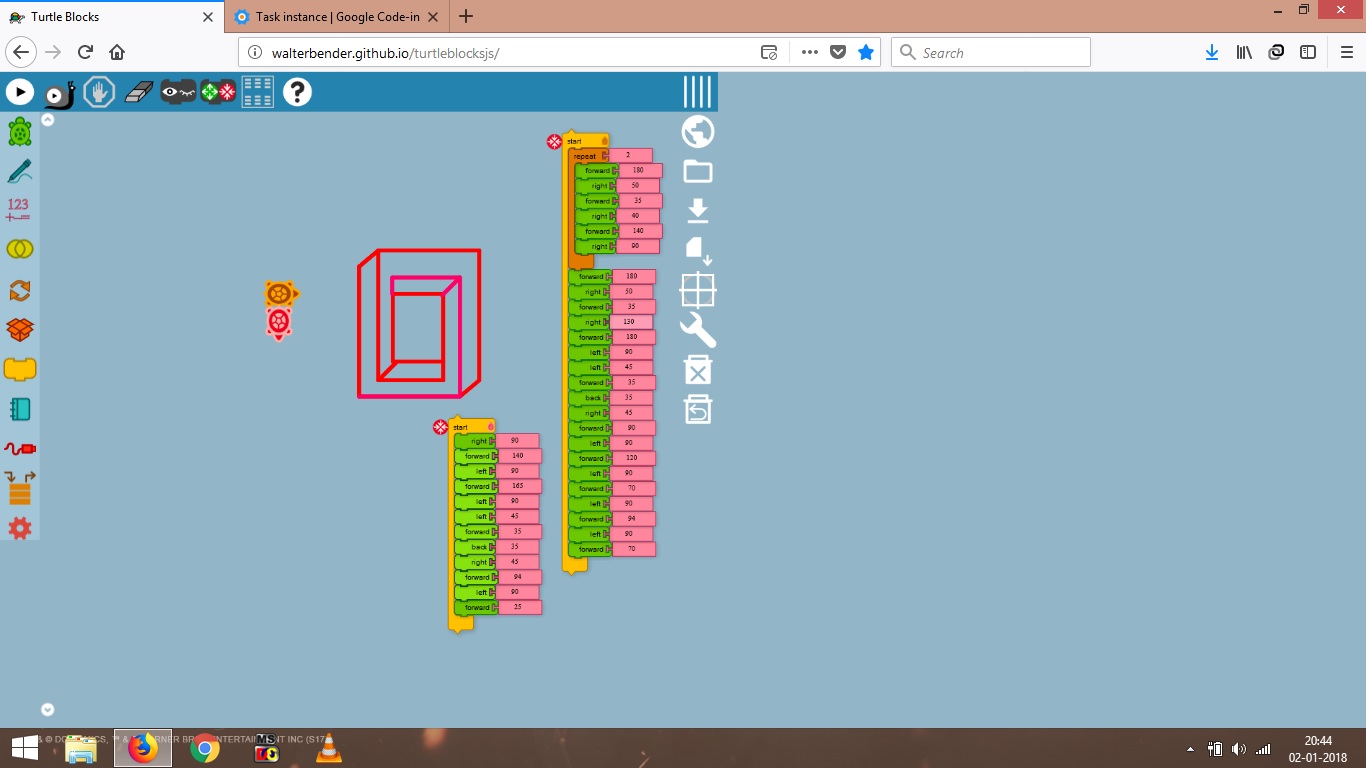 Turtle Blocks
Task instance | Google Code-in
walterbender.github.io/turtleblocksjs/
Search
123
start
repeat 2
forward 180
right 50
forward 35
right 40
forward 140
right 90
forward 180
right 50
forward 35
right 130
forward 180
left 90
left 45
forward 35
back 35
right 45
forward 90
left 90
forward 120
left 90
forward 70
left 90
forward 94
left 90
forward 70
start
right 90
forward 140
left 90
forward 165
left 90
left 45
forward 35
back 35
right 45
forward 94
left 90
forward 25
MS
20:44
02-01-2018